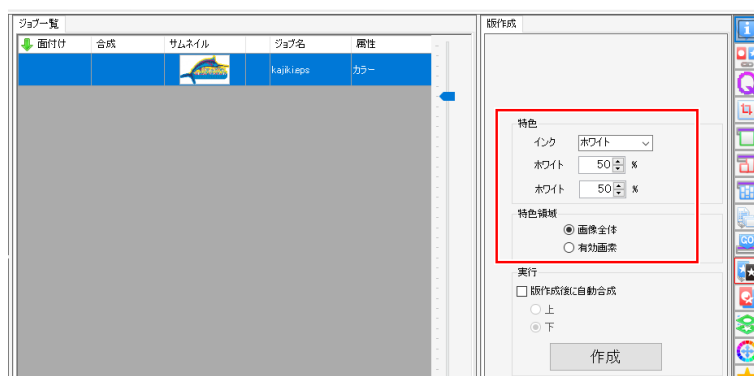 ジョブ一覧
面付け 合成 サムネイル ジョブ名 属性
kajiki.eps カラー
版作成
特色
インク ホワイト
ホワイト 50 %
ホワイト 50 %
特色領域
画像全体
有効画素
実行
版作成後に自動合成
上
下
作成
GO